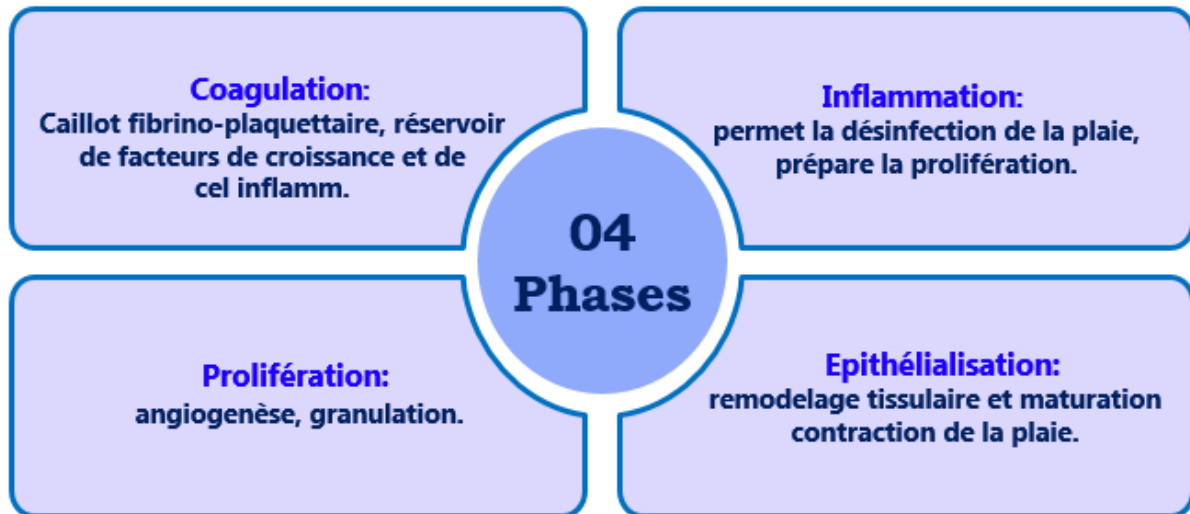 Coagulation:
Caillot fibrino-plaquettaire, réservoir
de facteurs de croissance et de
cel inflamm.
Inflammation:
permet la désinfection de la plaie,
prépare la prolifération.
04
Phases
Prolifération:
angiogenèse, granulation.
Epithélialisation:
remodelage tissulaire et maturation
contraction de la plaie.